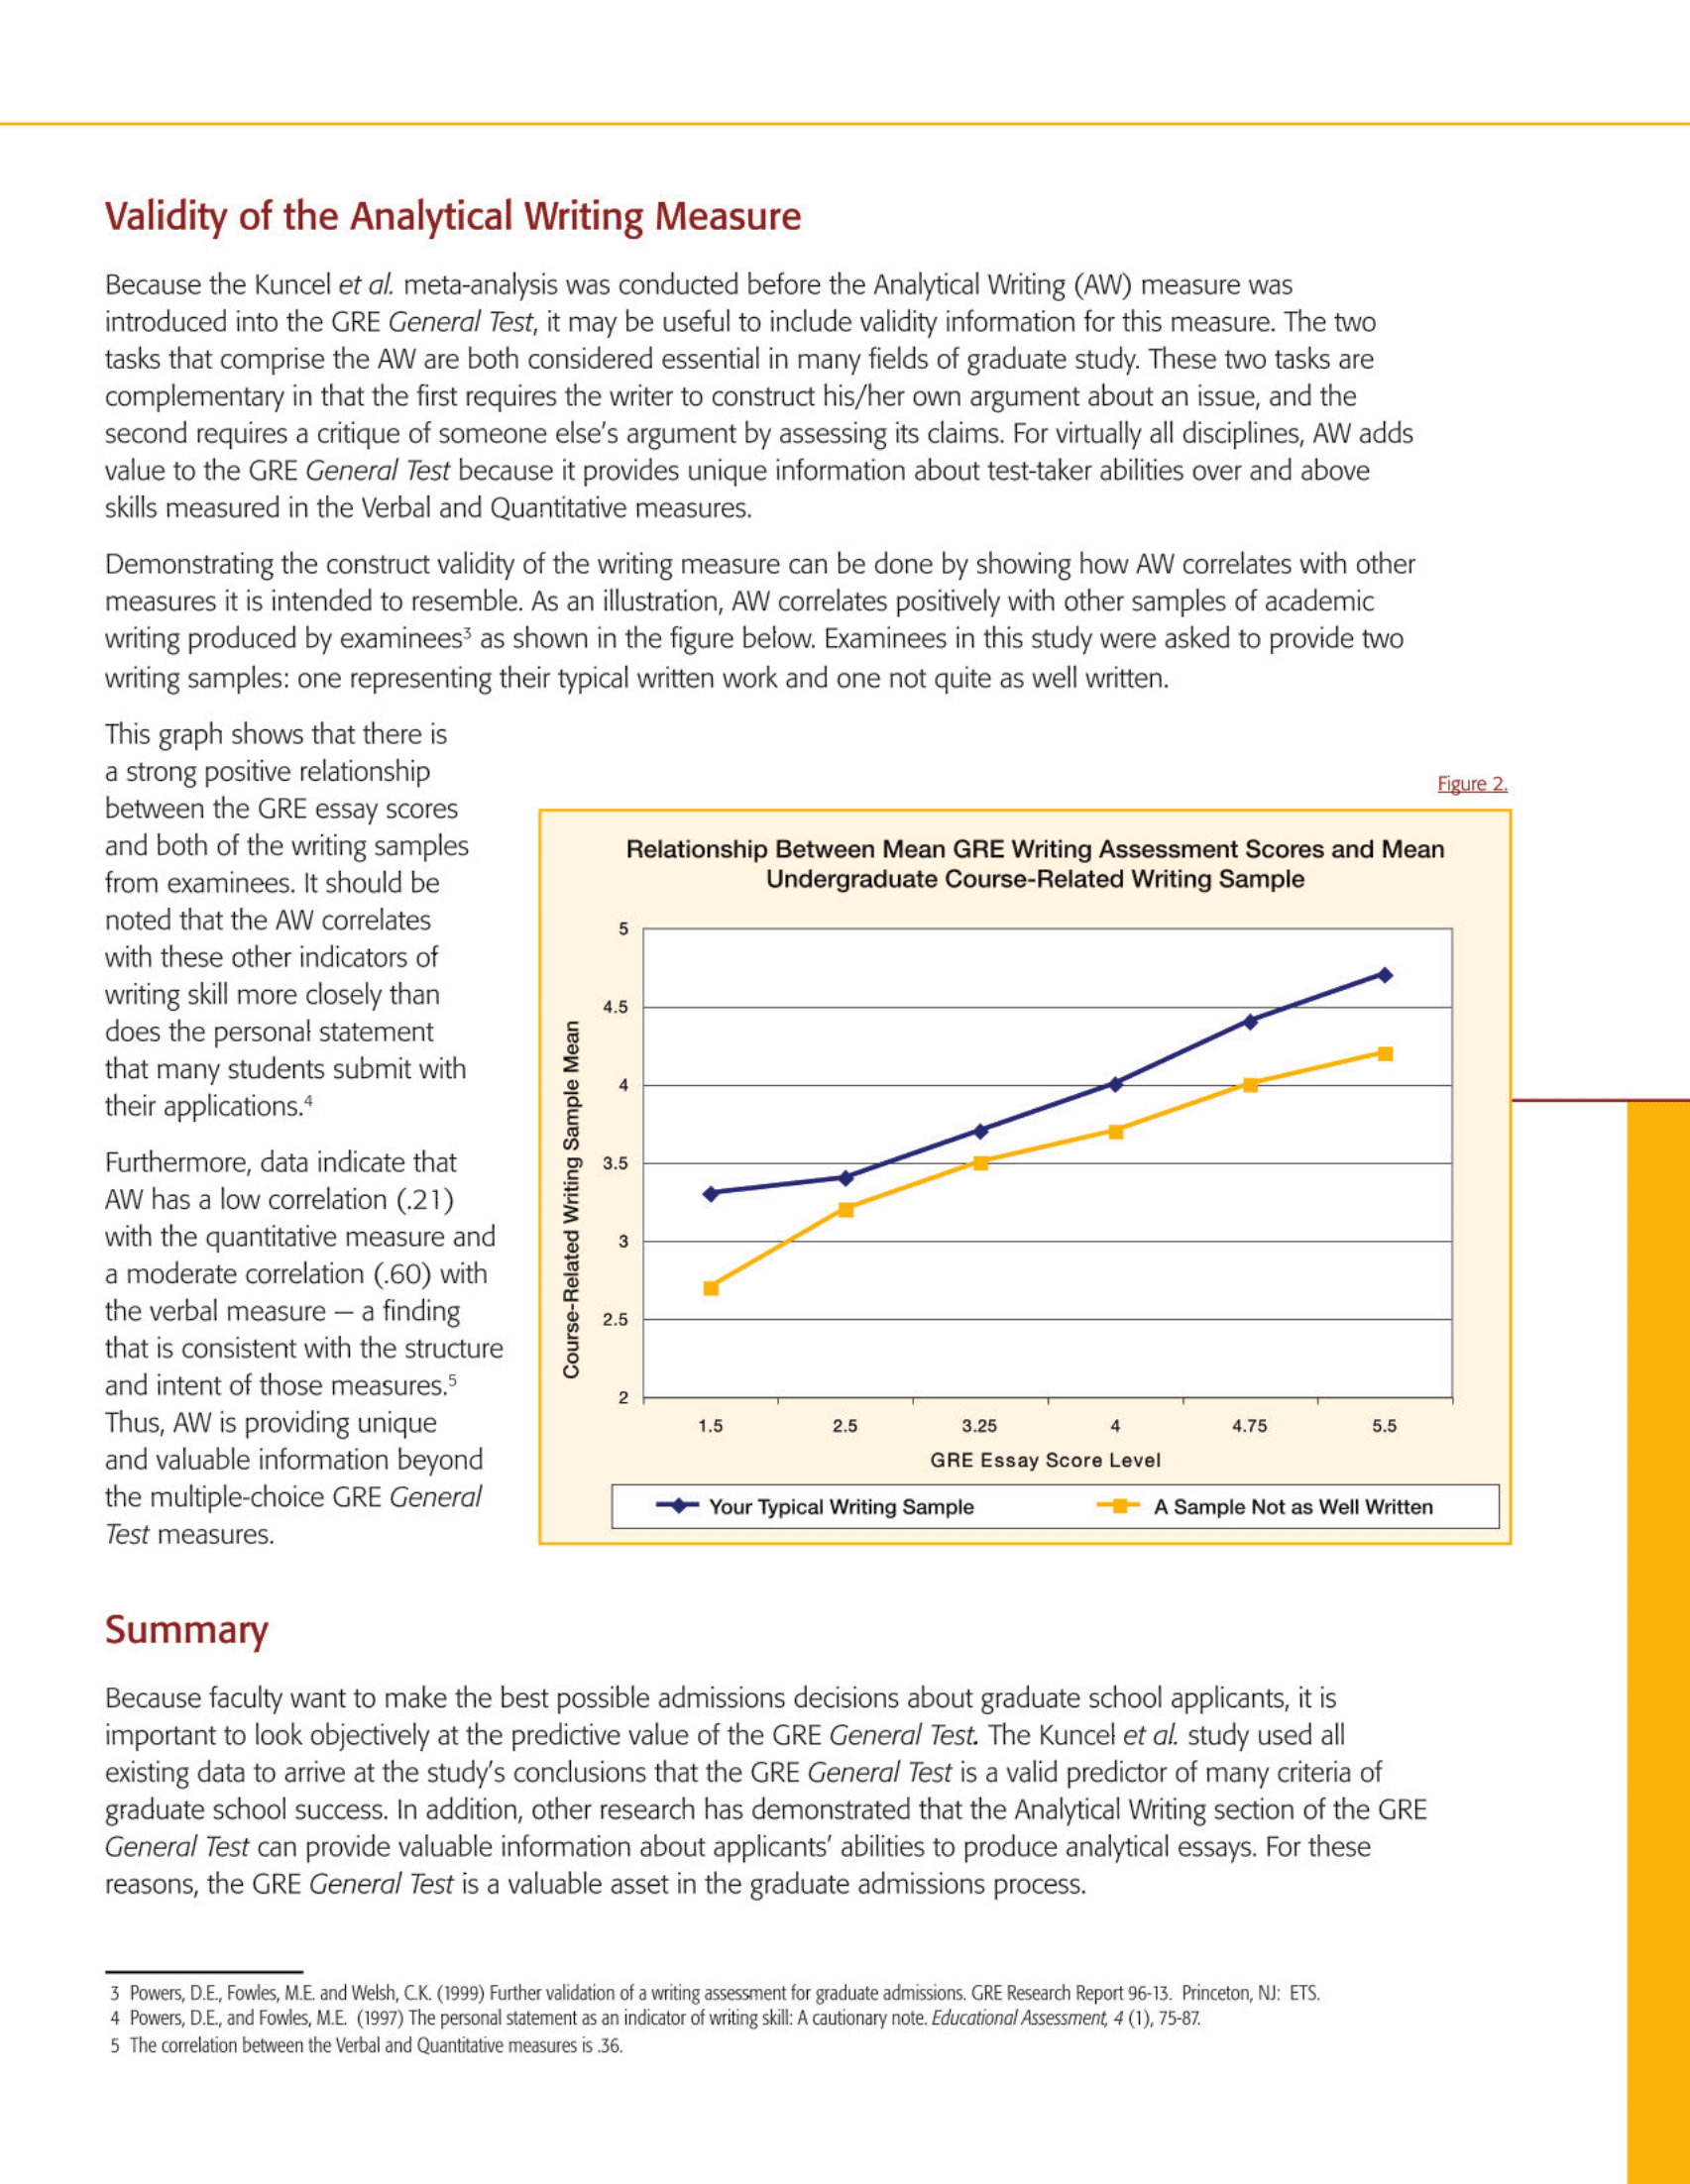 Validity of the Analytical Writing Measure
Because the Kuncel et al. meta-analysis was conducted before the Analytical Writing (AW) measure was
introduced into the GRE General Test, it may be useful to include validity information for this measure. The two
tasks that comprise the AW are both considered essential in many fields of graduate study. These two tasks are
complementary in that the first requires the writer to construct his/her own argument about an issue, and the
second requires a critique of someone else's argument by assessing its claims. For virtually all disciplines, AW adds
value to the GRE General Test because it provides unique information about test-taker abilities over and above
skills measured in the Verbal and Quantitative measures.
Demonstrating the construct validity of the writing measure can be done by showing how AW correlates with other
measures it is intended to resemble. As an illustration, AW correlates positively with other samples of academic
writing produced by examinees³ as shown in the figure below. Examinees in this study were asked to provide two
writing samples: one representing their typical written work and one not quite as well written.
This graph shows that there is
a strong positive relationship
between the GRE essay scores
and both of the writing samples
from examinees. It should be
noted that the AW correlates
with these other indicators of
writing skill more closely than
does the personal statement
that many students submit with
their applications.⁴
Furthermore, data indicate that
AW has a low correlation (.21)
with the quantitative measure and
a moderate correlation (.60) with
the verbal measure — a finding
that is consistent with the structure
and intent of those measures.⁵
Thus, AW is providing unique
and valuable information beyond
the multiple-choice GRE General
Test measures.
Figure 2.
Relationship Between Mean GRE Writing Assessment Scores and Mean
Undergraduate Course-Related Writing Sample
Course-Related Writing Sample Mean
5
4.5
4
3.5
3
2.5
2
1.5 2.5 3.25 4 4.75 5.5
GRE Essay Score Level
Your Typical Writing Sample A Sample Not as Well Written
Summary
Because faculty want to make the best possible admissions decisions about graduate school applicants, it is
important to look objectively at the predictive value of the GRE General Test. The Kuncel et al. study used all
existing data to arrive at the study's conclusions that the GRE General Test is a valid predictor of many criteria of
graduate school success. In addition, other research has demonstrated that the Analytical Writing section of the GRE
General Test can provide valuable information about applicants' abilities to produce analytical essays. For these
reasons, the GRE General Test is a valuable asset in the graduate admissions process.
3 Powers, D.E., Fowles, M.E. and Welsh, C.K. (1999) Further validation of a writing assessment for graduate admissions. GRE Research Report 96-13. Princeton, NJ: ETS.
4 Powers, D.E., and Fowles, M.E. (1997) The personal statement as an indicator of writing skill: A cautionary note. Educational Assessment, 4 (1), 75-87.
5 The correlation between the Verbal and Quantitative measures is .36.